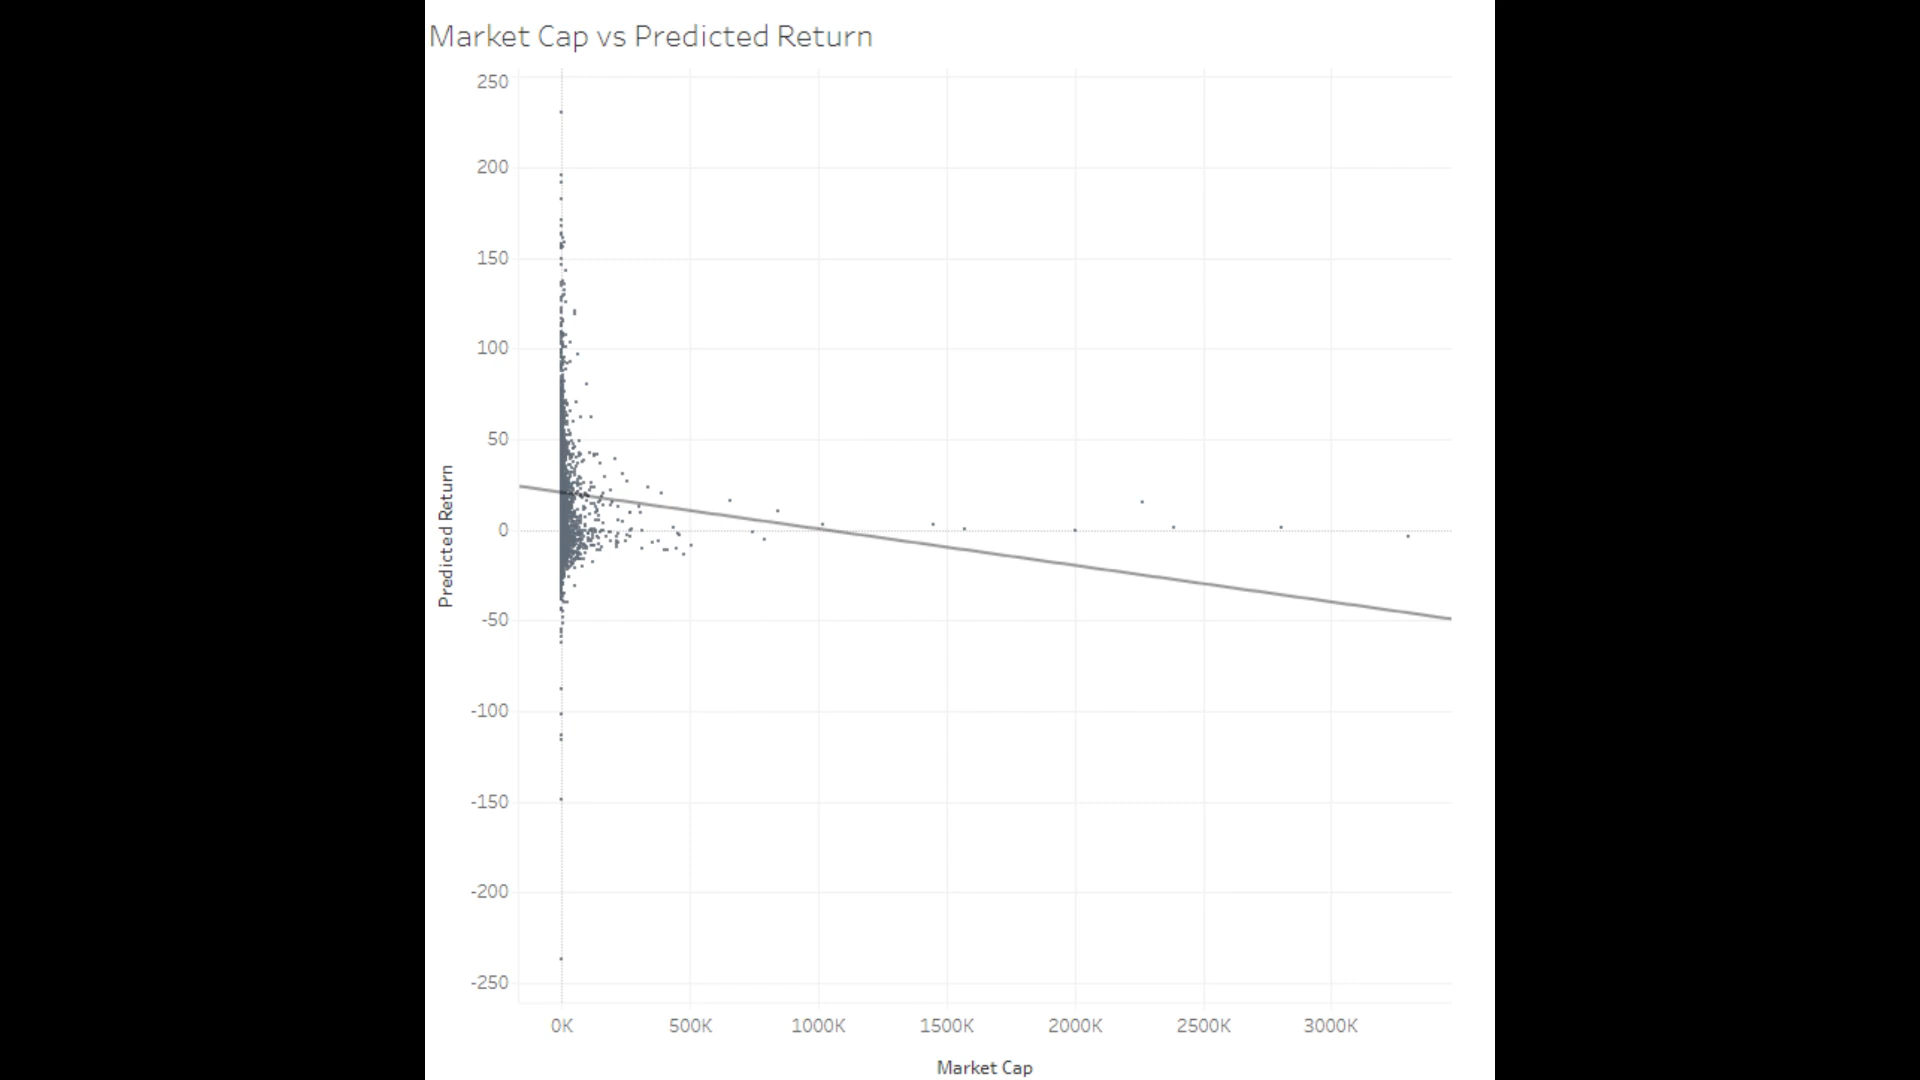 Market Cap vs Predicted Return
250
200
150
100
50
0
-50
-100
-150
-200
-250
Predicted Return
0K 500K 1000K 1500K 2000K 2500K 3000K
Market Cap